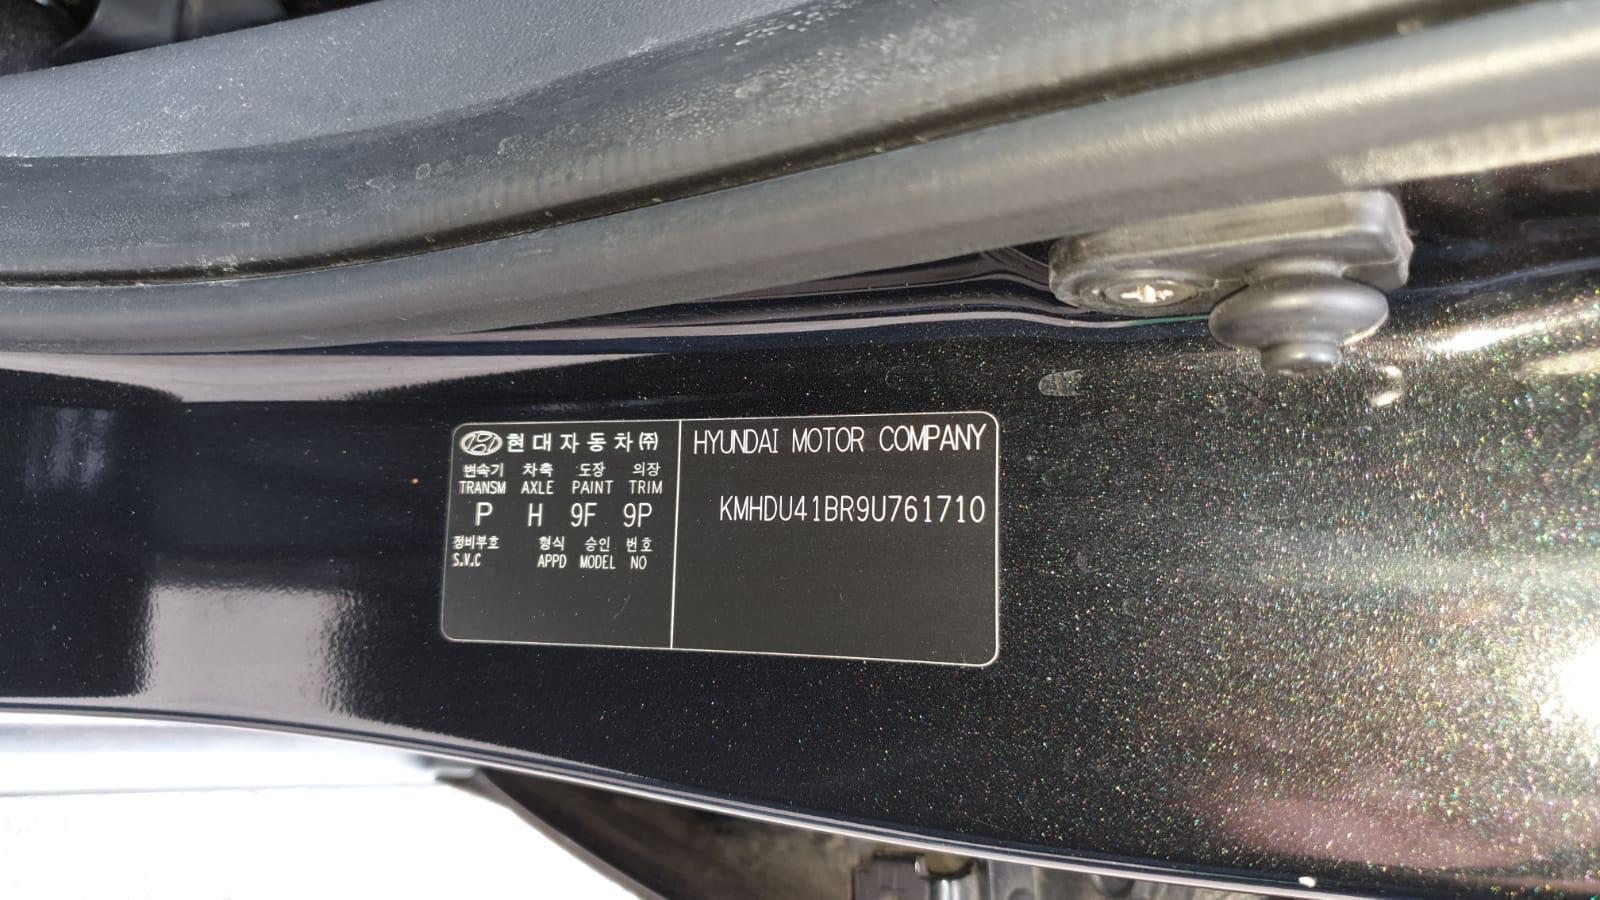 현대자동차㈜
변속기 차축 도장 의장
TRANSM AXLE PAINT TRIM
P H 9F 9P
정비부호 형식 승인 번호
S.V.C APPD MODEL NO
HYUNDAI MOTOR COMPANY
KMHDU41BR9U761710